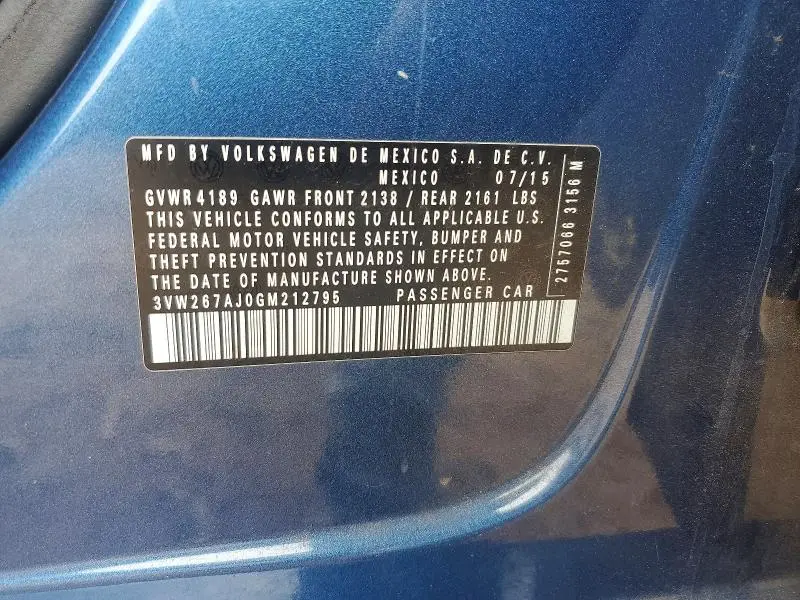 MFD BY VOLKSWAGEN DE MEXICO S.A. DE C.V.
MEXICO 07/15
GVWR 4189 GAWR FRONT 2138 / REAR 2161 LBS
THIS VEHICLE CONFORMS TO ALL APPLICABLE U.S.
FEDERAL MOTOR VEHICLE SAFETY, BUMPER AND
THEFT PREVENTION STANDARDS IN EFFECT ON
THE DATE OF MANUFACTURE SHOWN ABOVE.
3VW267AJ0GM212795 PASSENGER CAR
2757066 3156 M